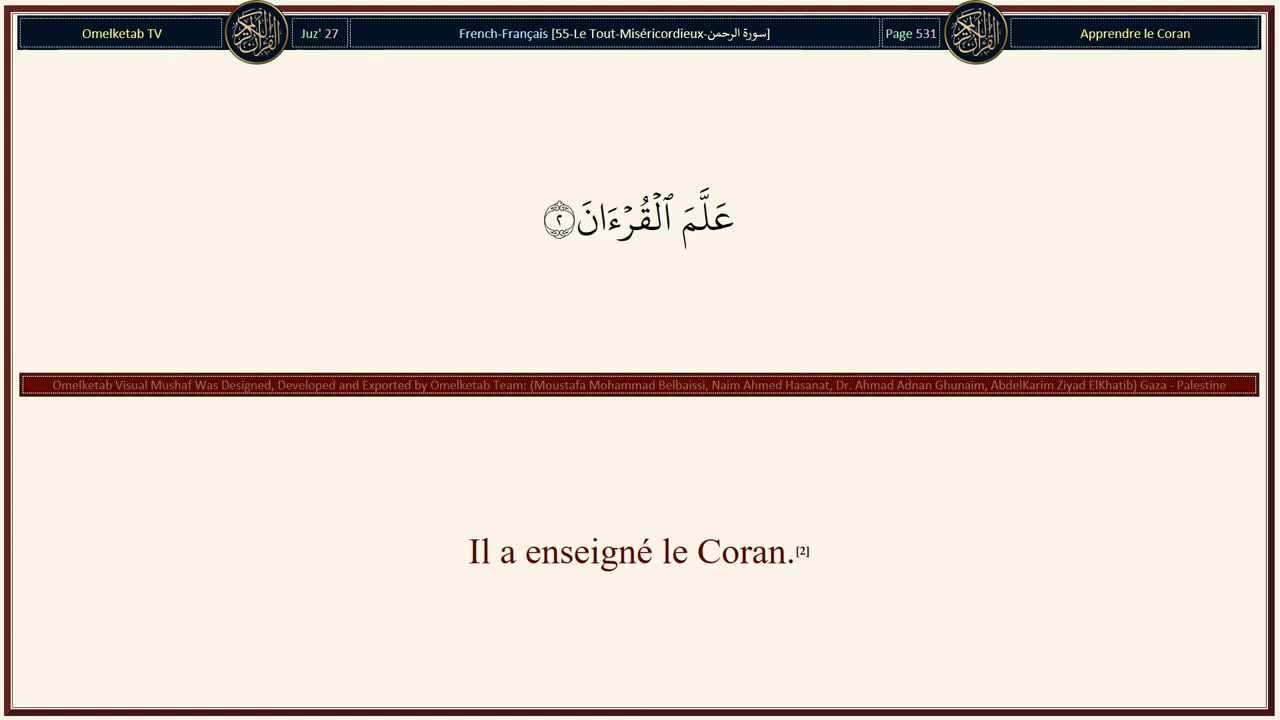 Omelketab TV
Juz' 27
French-Français [55-Le Tout-Miséricordieux-سورة الرحمن]
Page 531
Apprendre le Coran
عَلَّمَ ٱلۡقُرۡءَانَ ٢
Omelketab Visual Mushaf Was Designed, Developed and Exported by Omelketab Team: (Moustafa Mohammad Belbaissi, Naim Ahmed Hasanat, Dr. Ahmad Adnan Ghunaim, AbdelKarim Ziyad ElKhatib) Gaza - Palestine
Il a enseigné le Coran.[2]